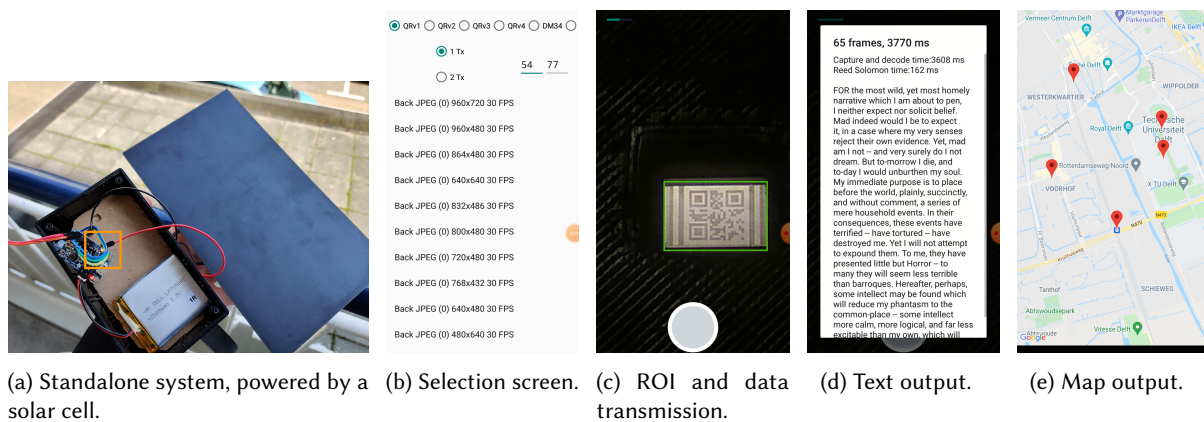 QRv1 QRv2 QRv3 QRv4 DM34
1 Tx
2 Tx
54 77
Back JPEG (0) 960x720 30 FPS
Back JPEG (0) 960x480 30 FPS
Back JPEG (0) 864x480 30 FPS
Back JPEG (0) 640x640 30 FPS
Back JPEG (0) 832x486 30 FPS
Back JPEG (0) 800x480 30 FPS
Back JPEG (0) 720x480 30 FPS
Back JPEG (0) 768x432 30 FPS
Back JPEG (0) 640x480 30 FPS
Back JPEG (0) 480x640 30 FPS
65 frames, 3770 ms
Capture and decode time:3608 ms
Reed Solomon time:162 ms
FOR the most wild, yet most homely
narrative which I am about to pen,
I neither expect nor solicit belief.
Mad indeed would I be to expect
it, in a case where my very senses
reject their own evidence. Yet, mad
am I not – and very surely do I not
dream. But to-morrow I die, and
to-day I would unburthen my soul.
My immediate purpose is to place
before the world, plainly, succinctly,
and without comment, a series of
mere household events. In their
consequences, these events have
terrified – have tortured – have
destroyed me. Yet I will not attempt
to expound them. To me, they have
presented little but Horror – to
many they will seem less terrible
than barroques. Hereafter, perhaps,
some intellect may be found which
will reduce my phantasm to the
common-place – some intellect
more calm, more logical, and far less
excitable than my own, which will
Markthal
Vermeer Centrum Delft
ParkerenDelft
IKEA Delft
WIPPOLDER
WESTERKWARTIER
Royal Delft
Technische
Universiteit
Delft
Rotterdamseweg-Noord
VOORHOF
X TU Delft
N470
N470
Kruithuisweg
Tanthof
SCHIEWEG
Abtswoudsepark
Abtswoude
Vitesse Delft
Google
(a) Standalone system, powered by a
solar cell.
(b) Selection screen.
(c) ROI and data
transmission.
(d) Text output.
(e) Map output.